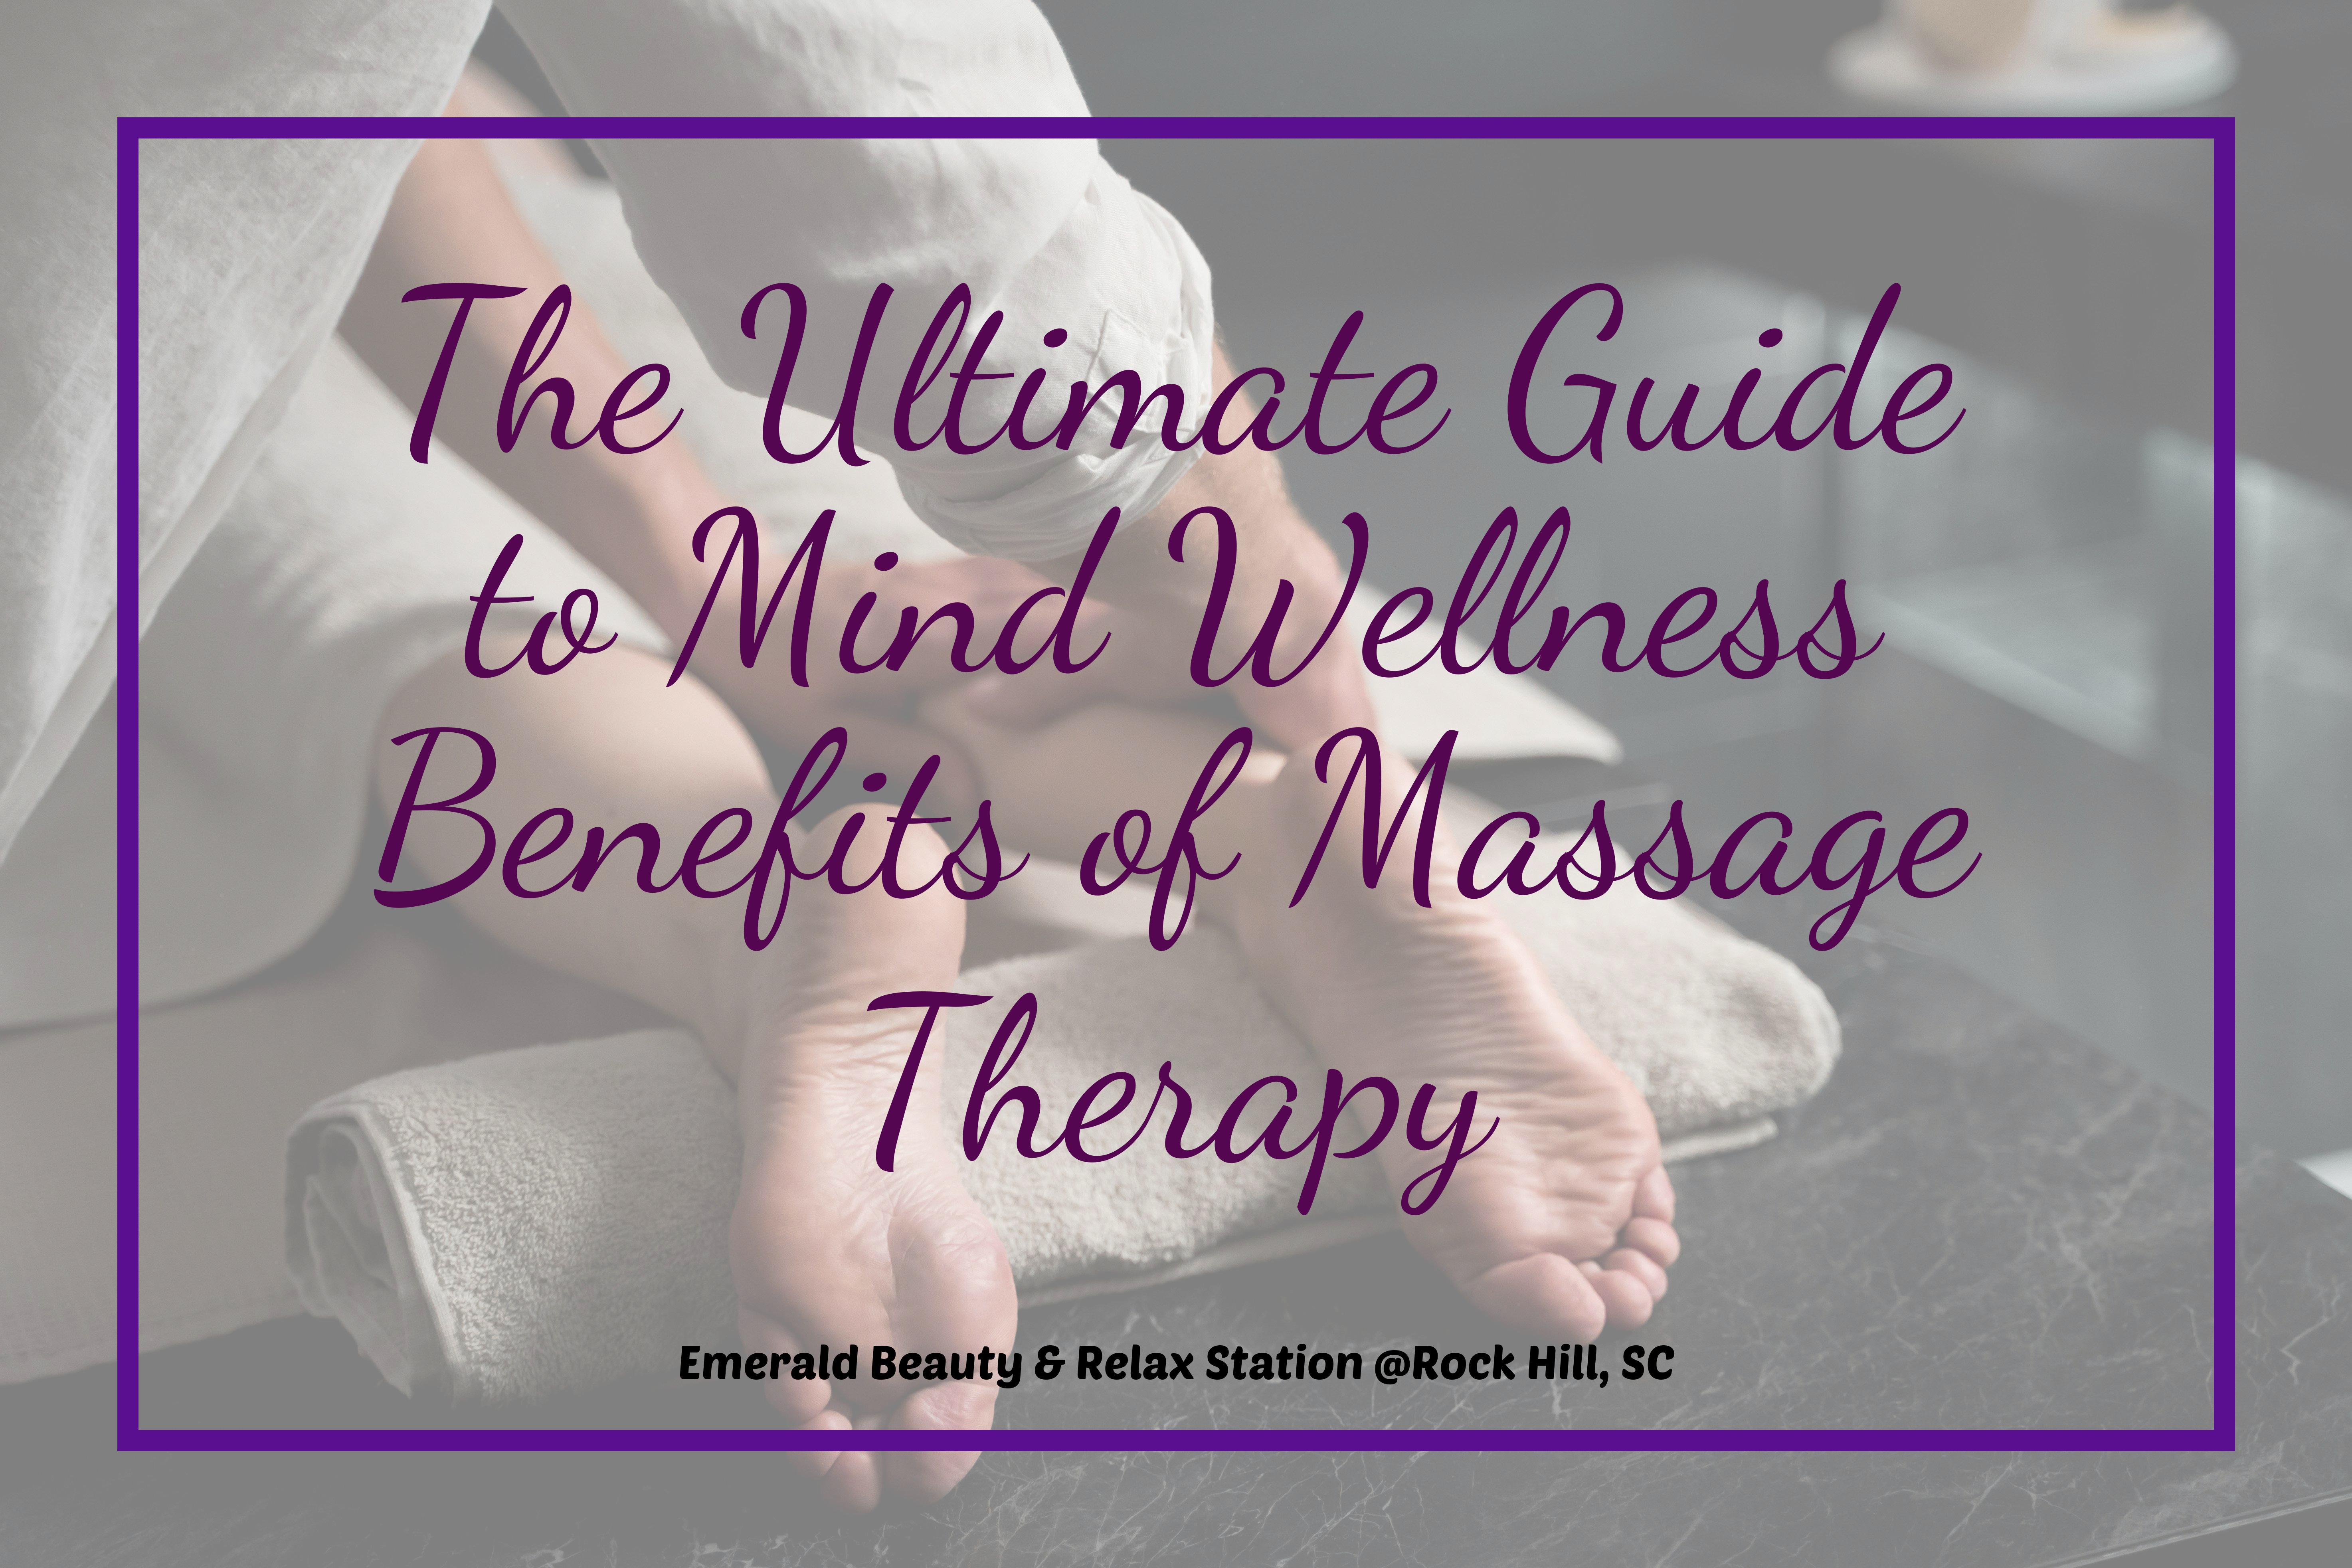 The Ultimate Guide
to Mind Wellness
Benefits of Massage
Therapy
Emerald Beauty & Relax Station @Rock Hill, SC